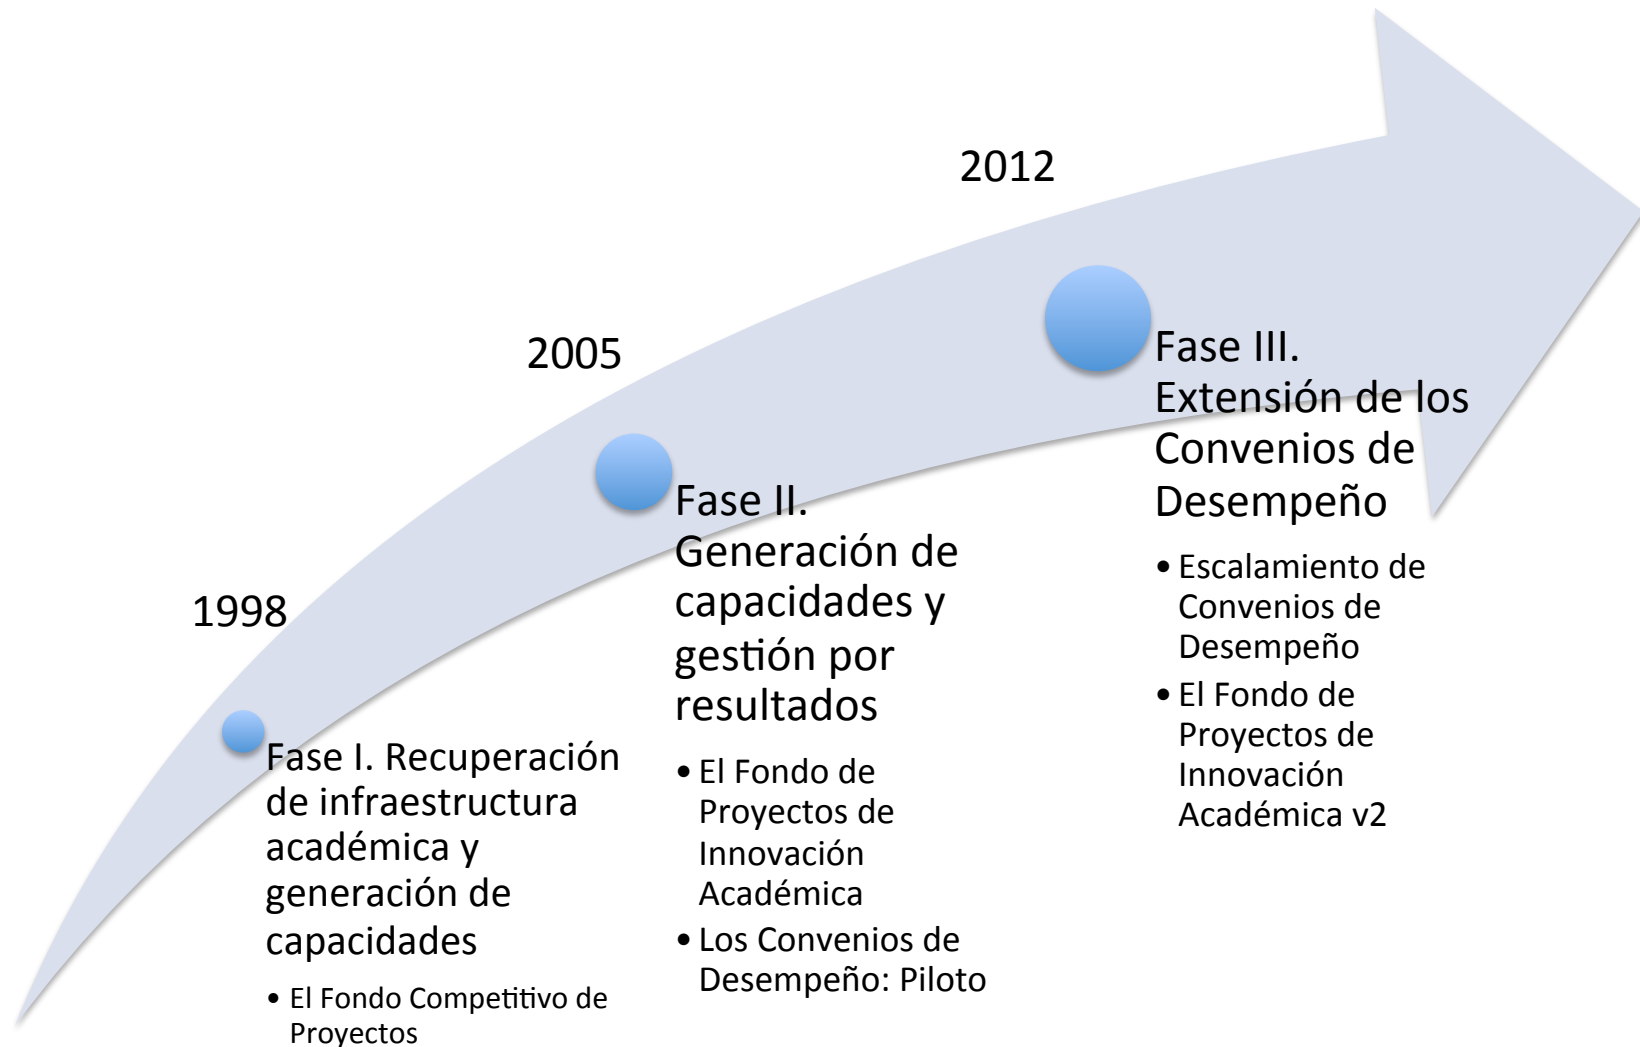 1998
Fase I. Recuperación
de infraestructura
académica y
generación de
capacidades
• El Fondo Competitivo de
Proyectos
2005
Fase II.
Generación de
capacidades y
gestión por
resultados
• El Fondo de
Proyectos de
Innovación
Académica
• Los Convenios de
Desempeño: Piloto
2012
Fase III.
Extensión de los
Convenios de
Desempeño
• Escalamiento de
Convenios de
Desempeño
• El Fondo de
Proyectos de
Innovación
Académica v2